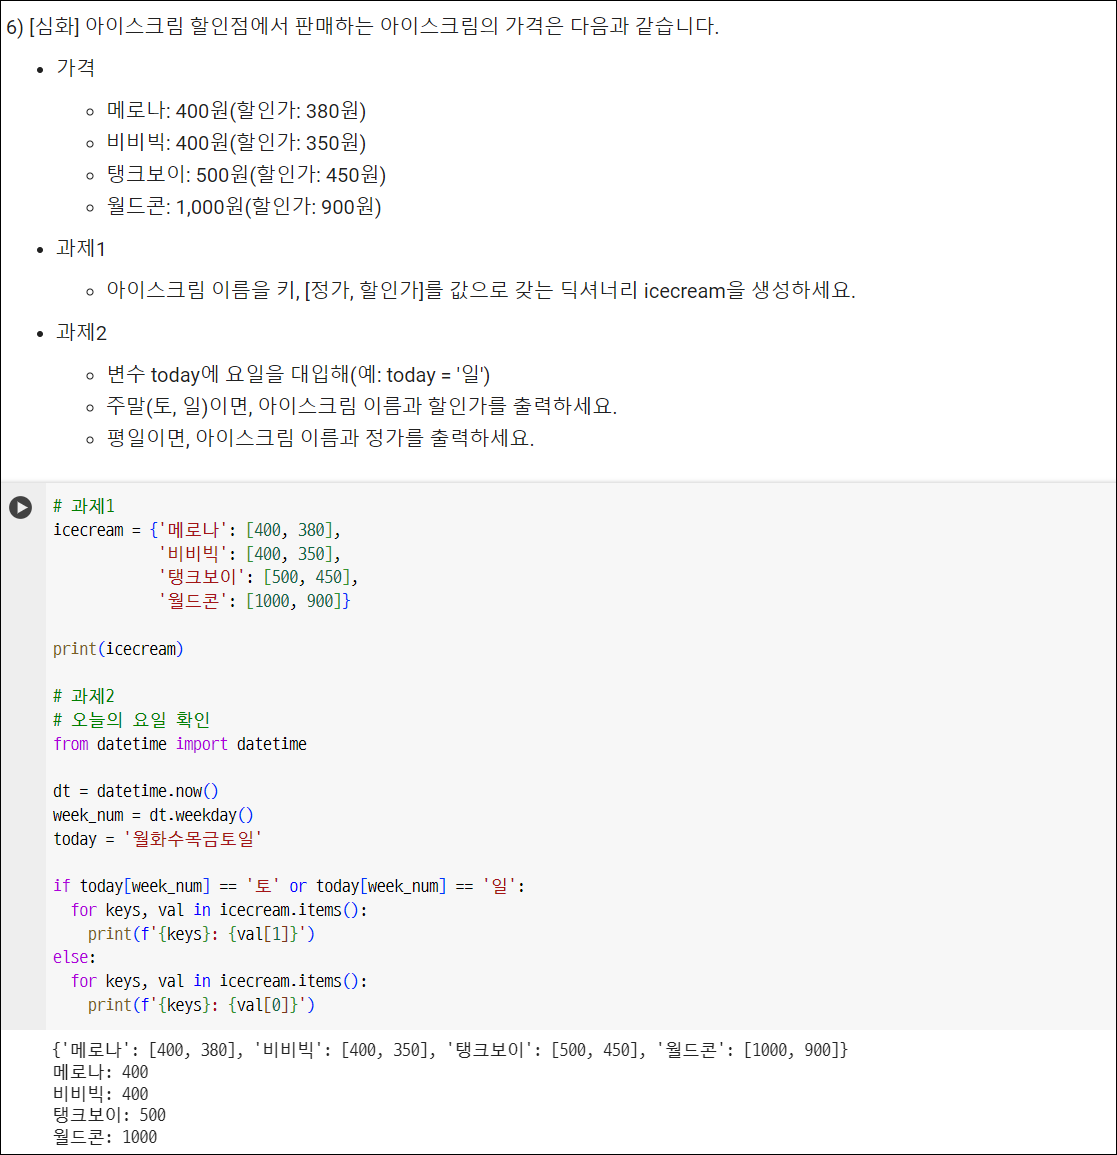 6) [심화] 아이스크림 할인점에서 판매하는 아이스크림의 가격은 다음과 같습니다.
• 가격
◦ 메로나: 400원(할인가: 380원)
◦ 비비빅: 400원(할인가: 350원)
◦ 탱크보이: 500원(할인가: 450원)
◦ 월드콘: 1,000원(할인가: 900원)
• 과제1
◦ 아이스크림 이름을 키, [정가, 할인가]를 값으로 갖는 딕셔너리 icecream을 생성하세요.
• 과제2
◦ 변수 today에 요일을 대입해(예: today = '일')
◦ 주말(토, 일)이면, 아이스크림 이름과 할인가를 출력하세요.
◦ 평일이면, 아이스크림 이름과 정가를 출력하세요.
# 과제1
icecream = {'메로나': [400, 380],
'비비빅': [400, 350],
'탱크보이': [500, 450],
'월드콘': [1000, 900]}
print(icecream)
# 과제2
# 오늘의 요일 확인
from datetime import datetime
dt = datetime.now()
week_num = dt.weekday()
today = '월화수목금토일'
if today[week_num] == '토' or today[week_num] == '일':
for keys, val in icecream.items():
print(f'{keys}: {val[1]}')
else:
for keys, val in icecream.items():
print(f'{keys}: {val[0]}')
{'메로나': [400, 380], '비비빅': [400, 350], '탱크보이': [500, 450], '월드콘': [1000, 900]}
메로나: 400
비비빅: 400
탱크보이: 500
월드콘: 1000